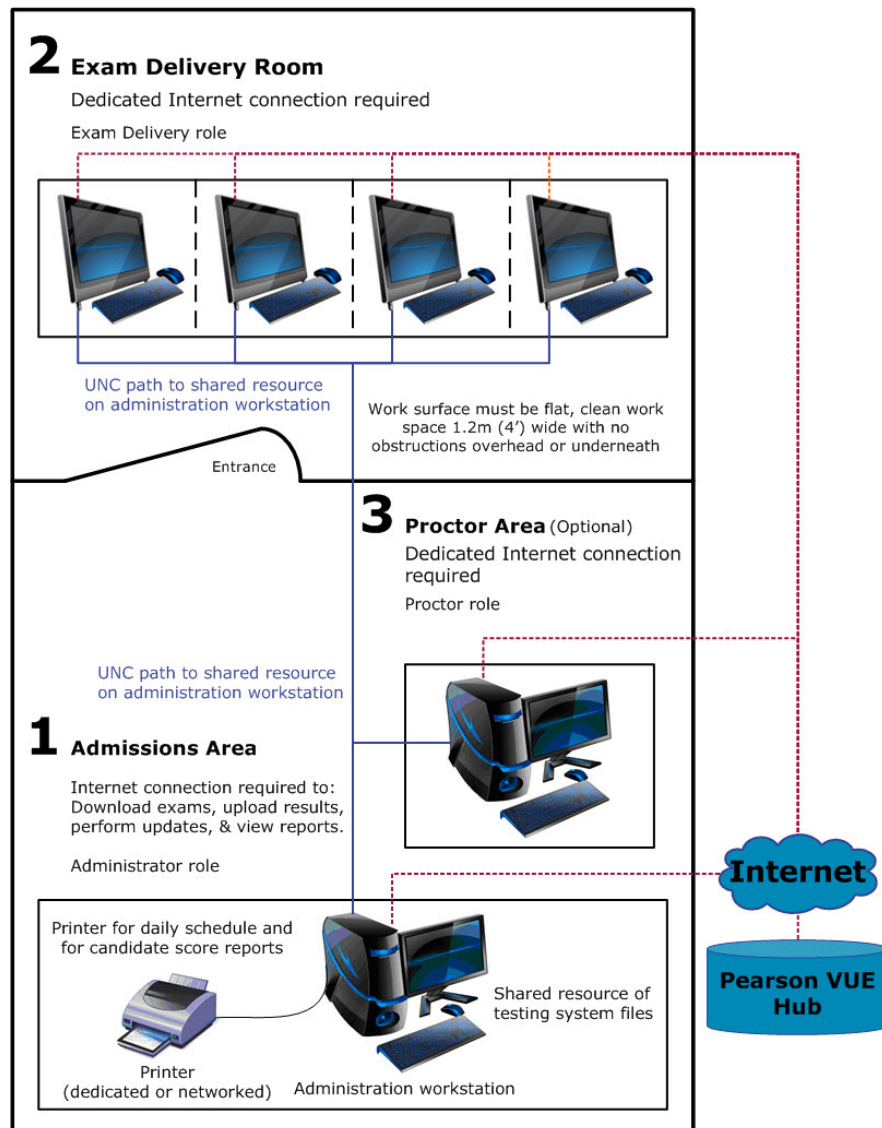 2 Exam Delivery Room
Dedicated Internet connection required
Exam Delivery role
UNC path to shared resource
on administration workstation
Work surface must be flat, clean work
space 1.2m (4’) wide with no
obstructions overhead or underneath
Entrance
3 Proctor Area (Optional)
Dedicated Internet connection
required
Proctor role
UNC path to shared resource
on administration workstation
1 Admissions Area
Internet connection required to:
Download exams, upload results,
perform updates, & view reports.
Administrator role
Printer for daily schedule and
for candidate score reports
Printer
(dedicated or networked)
Shared resource of
testing system files
Administration workstation
Internet
Pearson VUE
Hub